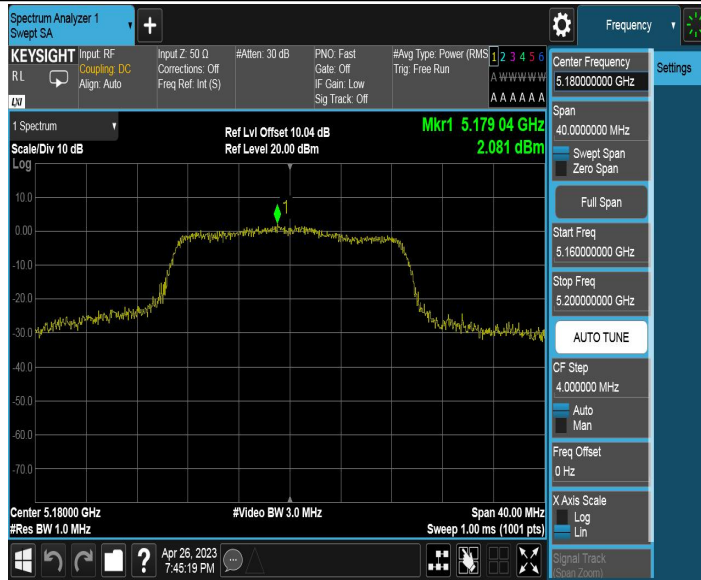 Spectrum Analyzer 1
Swept SA
Frequency
KEYSIGHT
RL
LXI
Input: RF
Coupling: DC
Align: Auto
Input Z: 50 Ω
Corrections: Off
Freq Ref: Int (S)
#Atten: 30 dB
PNO: Fast
Gate: Off
IF Gain: Low
Sig Track: Off
#Avg Type: Power (RMS
Trig: Free Run
1 2 3 4 5 6
A W W W W W
A A A A A A
Center Frequency
5.180000000 GHz
Settings
Span
40.0000000 MHz
Swept Span
Zero Span
Full Span
Start Freq
5.160000000 GHz
Stop Freq
5.200000000 GHz
AUTO TUNE
CF Step
4.000000 MHz
Auto
Man
Freq Offset
0 Hz
X Axis Scale
Log
Lin
Signal Track
(Span Zoom)
1 Spectrum
Scale/Div 10 dB
Log
Ref Lvl Offset 10.04 dB
Ref Level 20.00 dBm
Mkr1 5.179 04 GHz
2.081 dBm
1
10.0
0.00
-10.0
-20.0
-30.0
-40.0
-50.0
-60.0
-70.0
Center 5.18000 GHz
#Res BW 1.0 MHz
#Video BW 3.0 MHz
Span 40.00 MHz
Sweep 1.00 ms (1001 pts)
?
Apr 26, 2023
7:45:19 PM